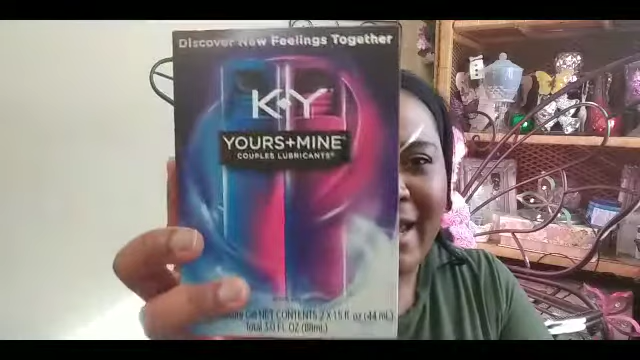 Discover New Feelings Together
K-Y
YOURS+MINE
COUPLES LUBRICANTS®
NET CONTENTS 2 X 1.5 fl oz (44 mL)
Total 3.0 FL OZ (88mL)